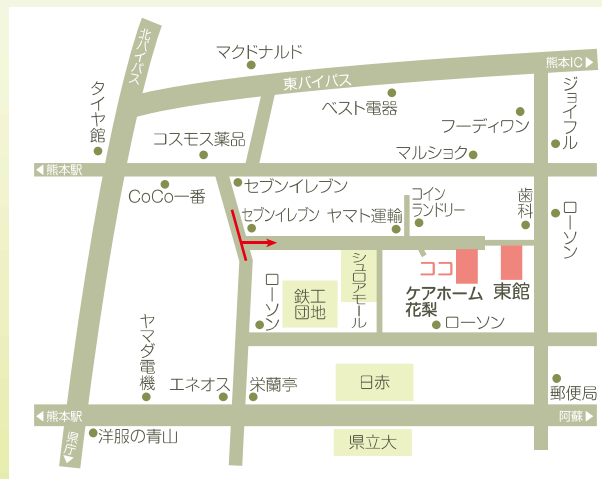 北バイパス
マクドナルド
熊本IC▶
東バイパス
タイヤ館
ベスト電器
ジョイフル
フーディワン
コスモス薬品
マルショク
◀熊本駅
CoCo一番
セブンイレブン
コイン
ランドリー
歯科
ローソン
セブンイレブン
ヤマト運輸
シュロアモール
ココ
ケアホーム
花梨
東館
ローソン
鉄工
団地
ローソン
ヤマダ電機
エネオス
栄蘭亭
日赤
郵便局
◀熊本駅
阿蘇▶
県庁▼
洋服の青山
県立大